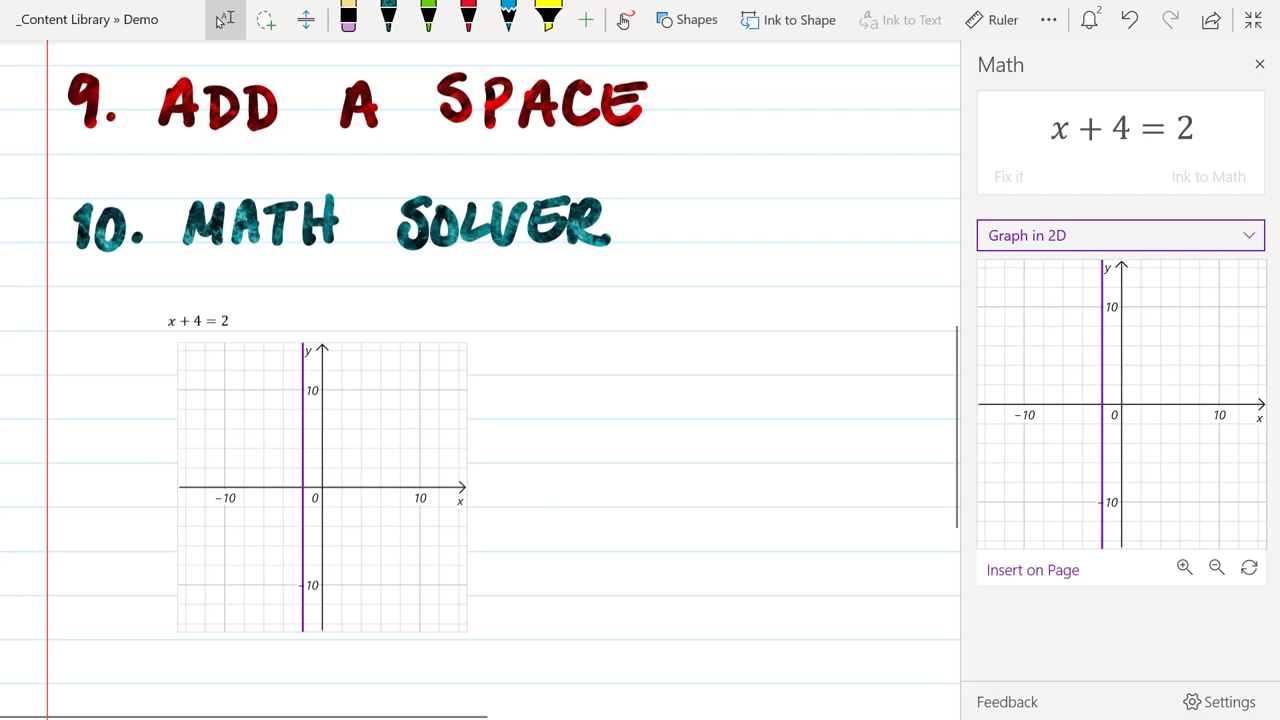 _Content Library » Demo
Shapes
Ink to Shape
Ink to Text
Ruler
2
9. ADD A SPACE
10. MATH SOLVER
x + 4 = 2
y
10
-10 0 10
x
-10
Math
x + 4 = 2
Fix it Ink to Math
Graph in 2D
y
10
-10 0 10
x
-10
Insert on Page
Feedback Settings